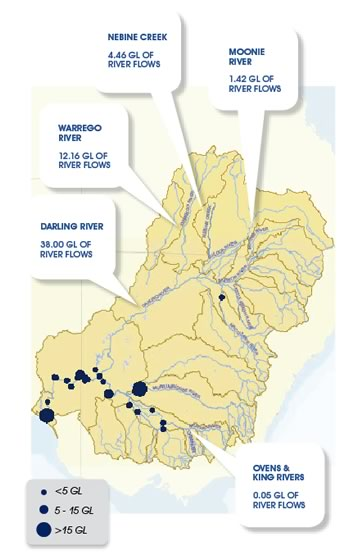 NEBINE CREEK
4.46 GL OF
RIVER FLOWS
MOONIE
RIVER
1.42 GL OF
RIVER FLOWS
WARREGO
RIVER
12.16 GL OF
RIVER FLOWS
DARLING RIVER
38.00 GL OF
RIVER FLOWS
OVENS &
KING RIVERS
0.05 GL OF
RIVER FLOWS
<5 GL
5 - 15 GL
>15 GL